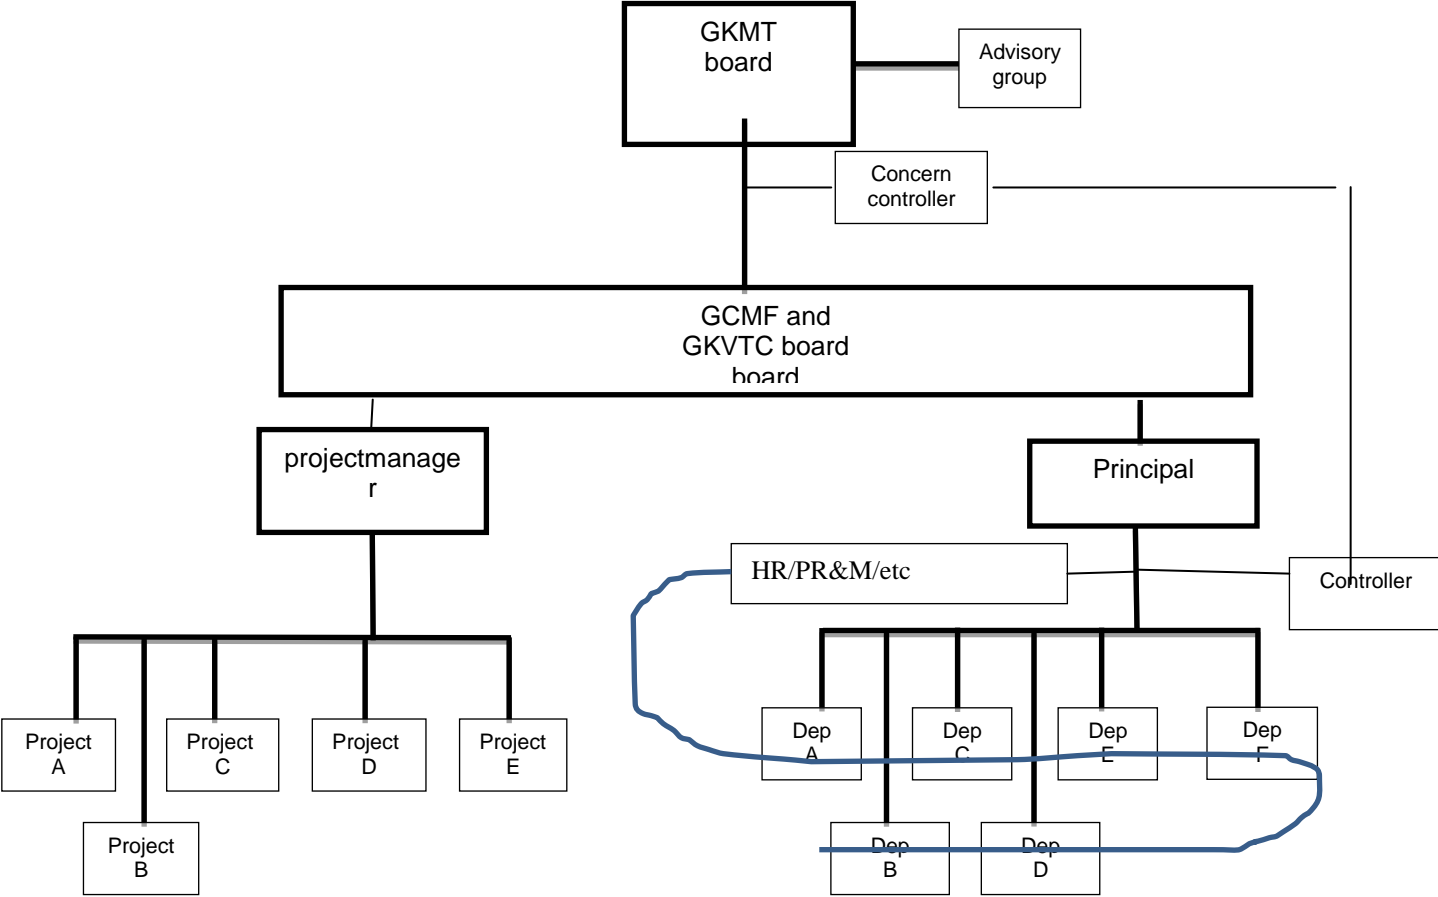 GKMT
board
Advisory
group
Concern
controller
GCMF and
GKVTC board
board
projectmanage
r
Principal
HR/PR&M/etc
Controller
Project
A
Project
C
Project
D
Project
E
Dep
A
Dep
C
Dep
E
Dep
F
Project
B
Dep
B
Dep
D